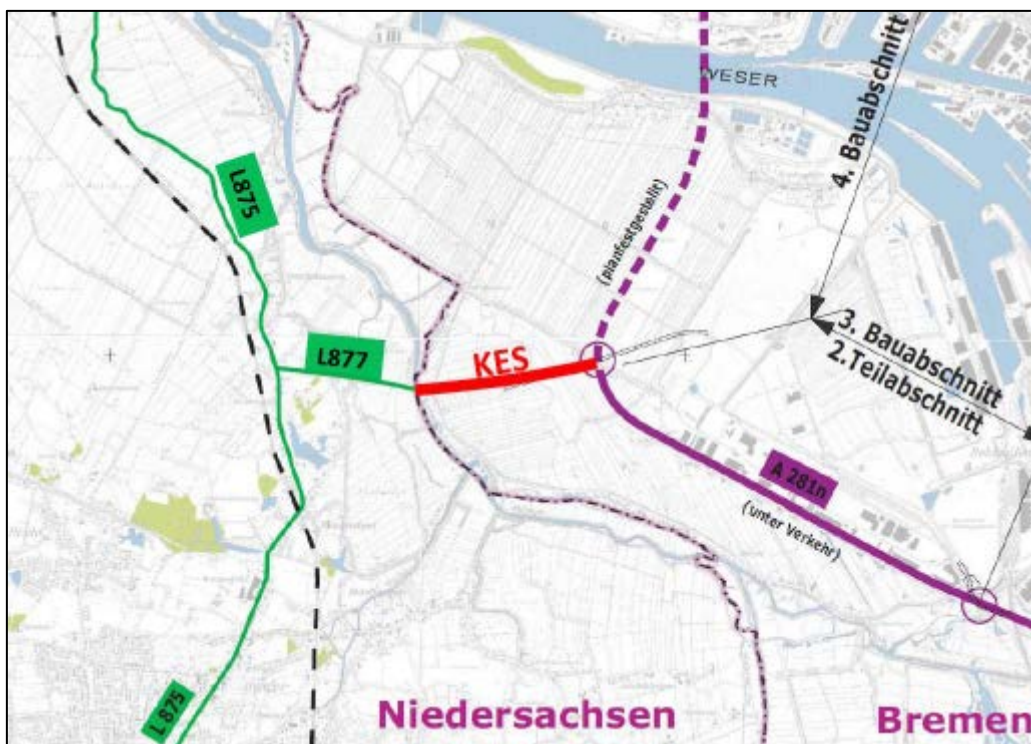 WESER
4. Bauabschnitt
L875
(planfestgestellt)
3. Bauabschnitt
2.Teilabschnitt
L877
KES
A 281n
(unter Verkehr)
L 875
Niedersachsen
Bremen